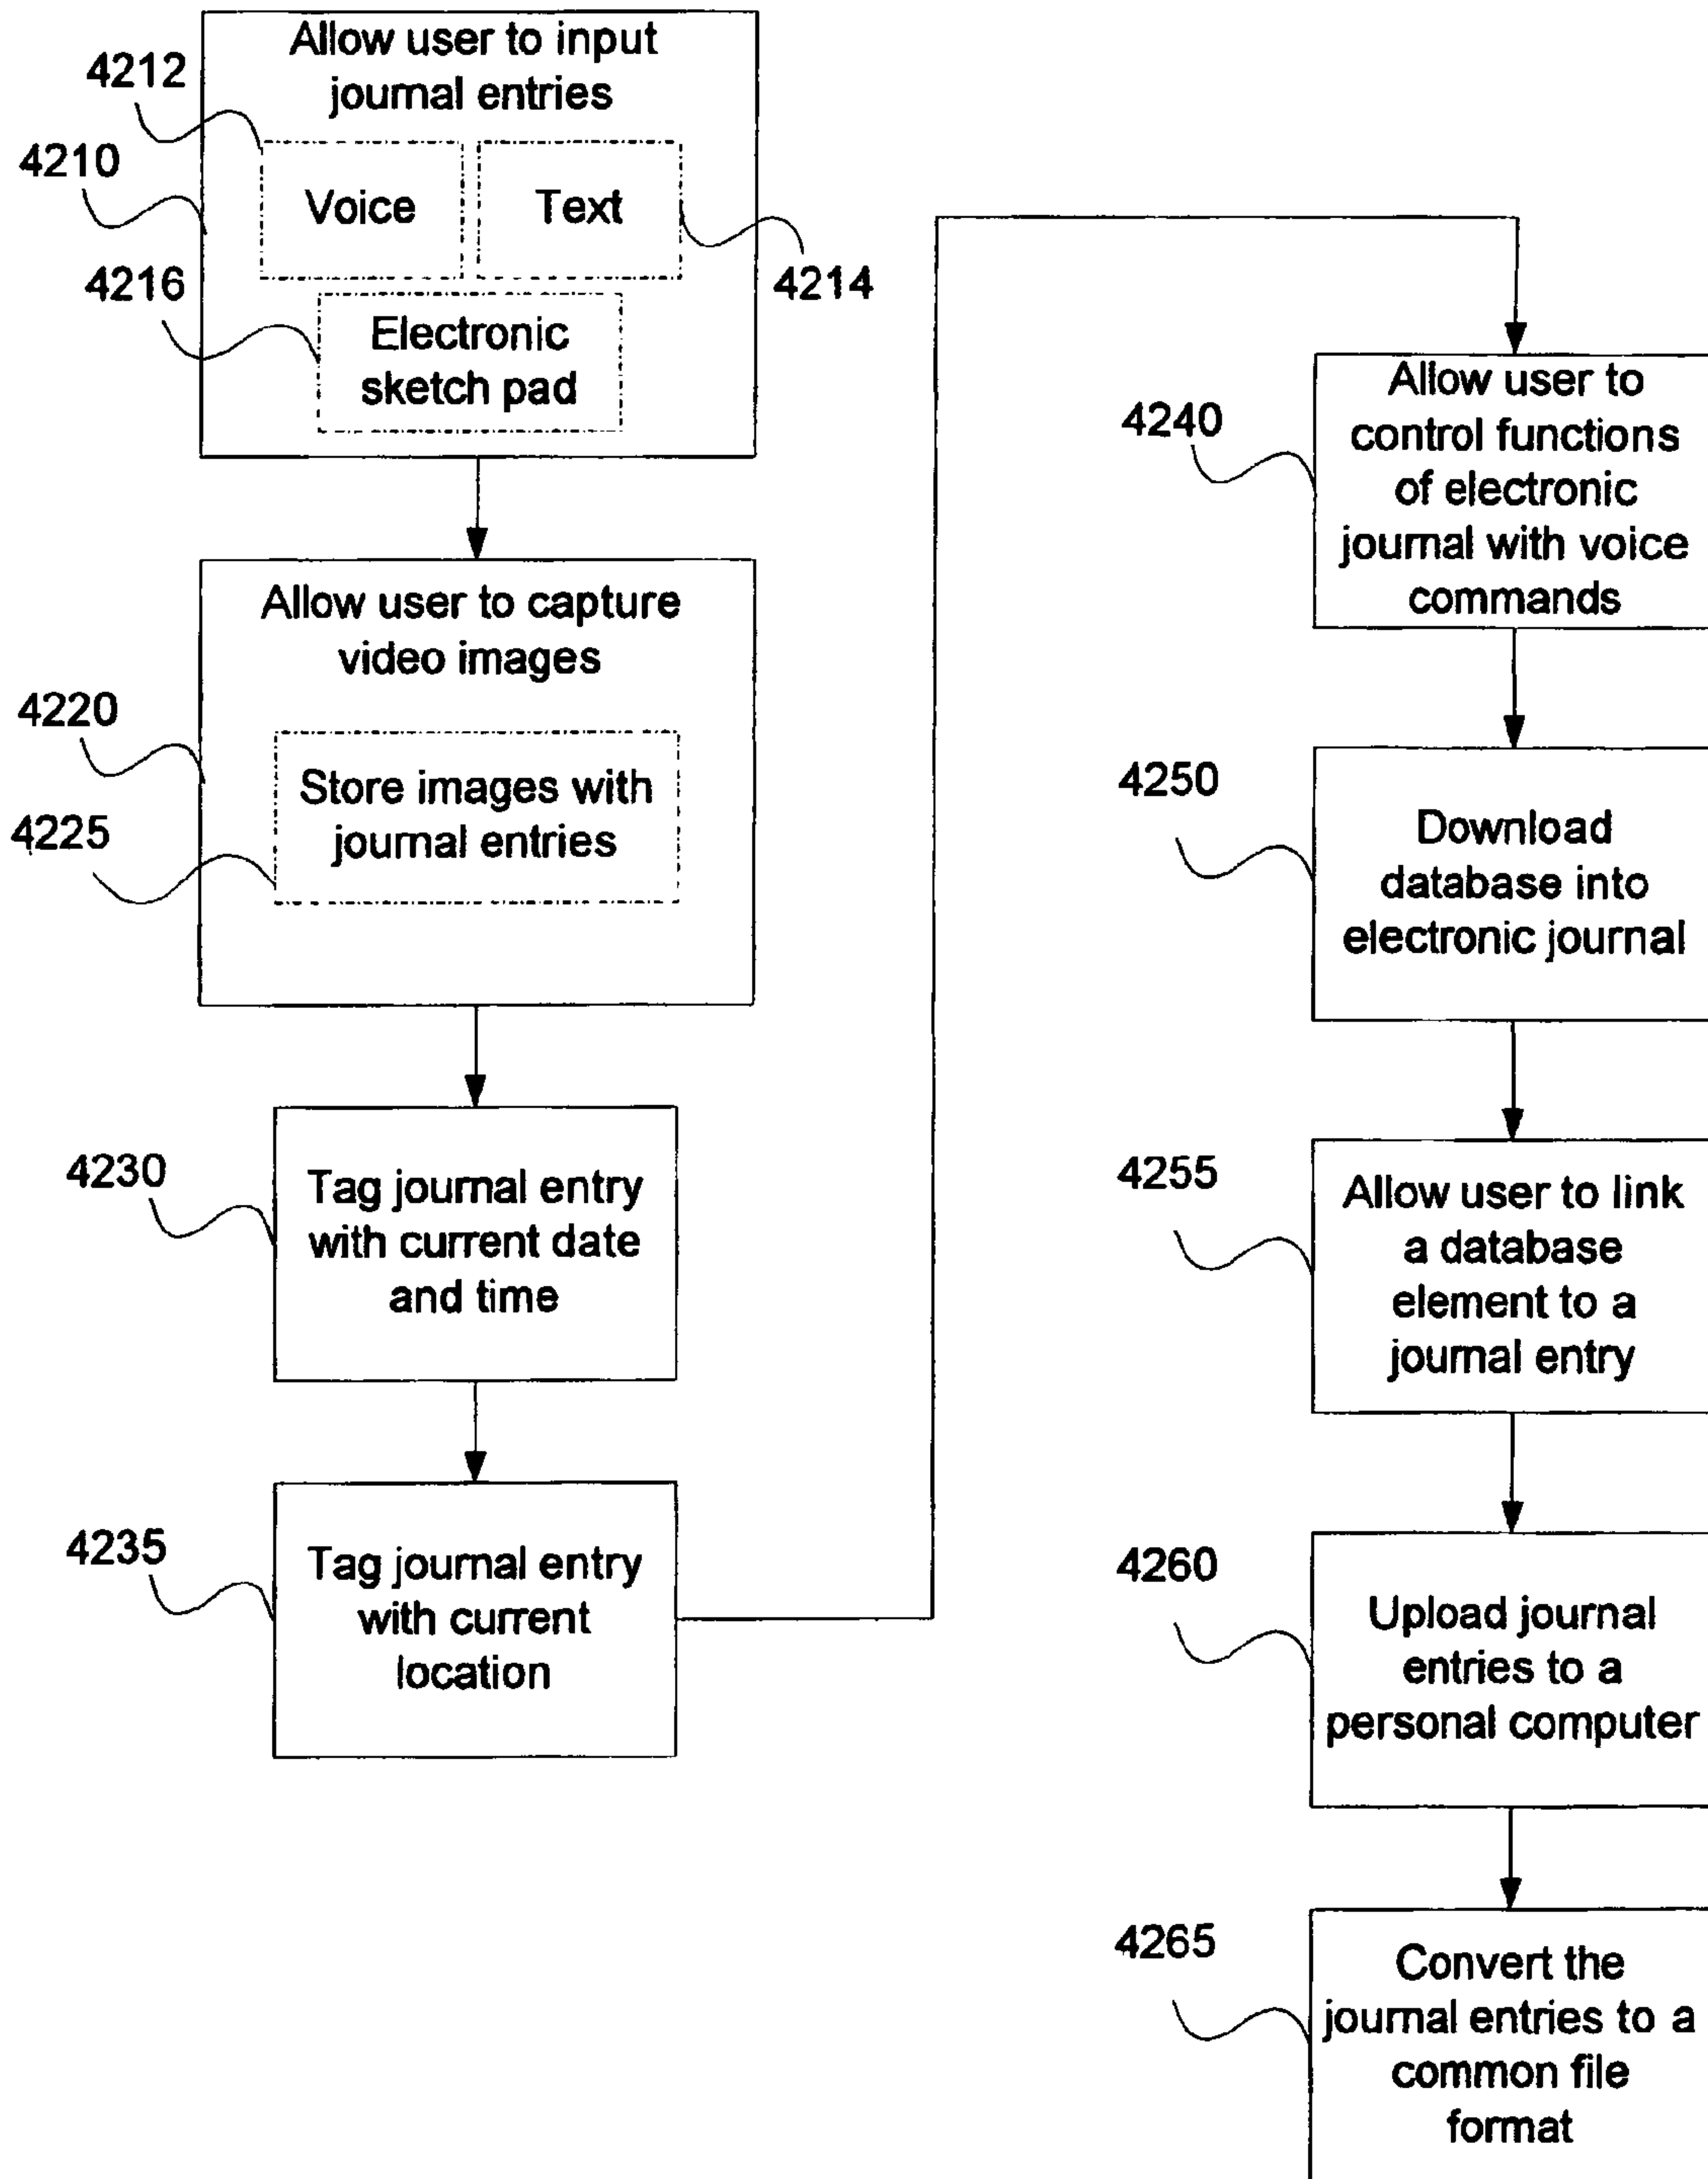 Allow user to input
journal entries
4212
4210
Voice
Text
4216
4214
Electronic
sketch pad
Allow user to capture
video images
4220
Store images with
journal entries
4225
4230
Tag journal entry
with current date
and time
4235
Tag journal entry
with current
location
Allow user to
control functions
of electronic
journal with voice
commands
4240
4250
Download
database into
electronic journal
4255
Allow user to link
a database
element to a
journal entry
4260
Upload journal
entries to a
personal computer
4265
Convert the
journal entries to a
common file
format